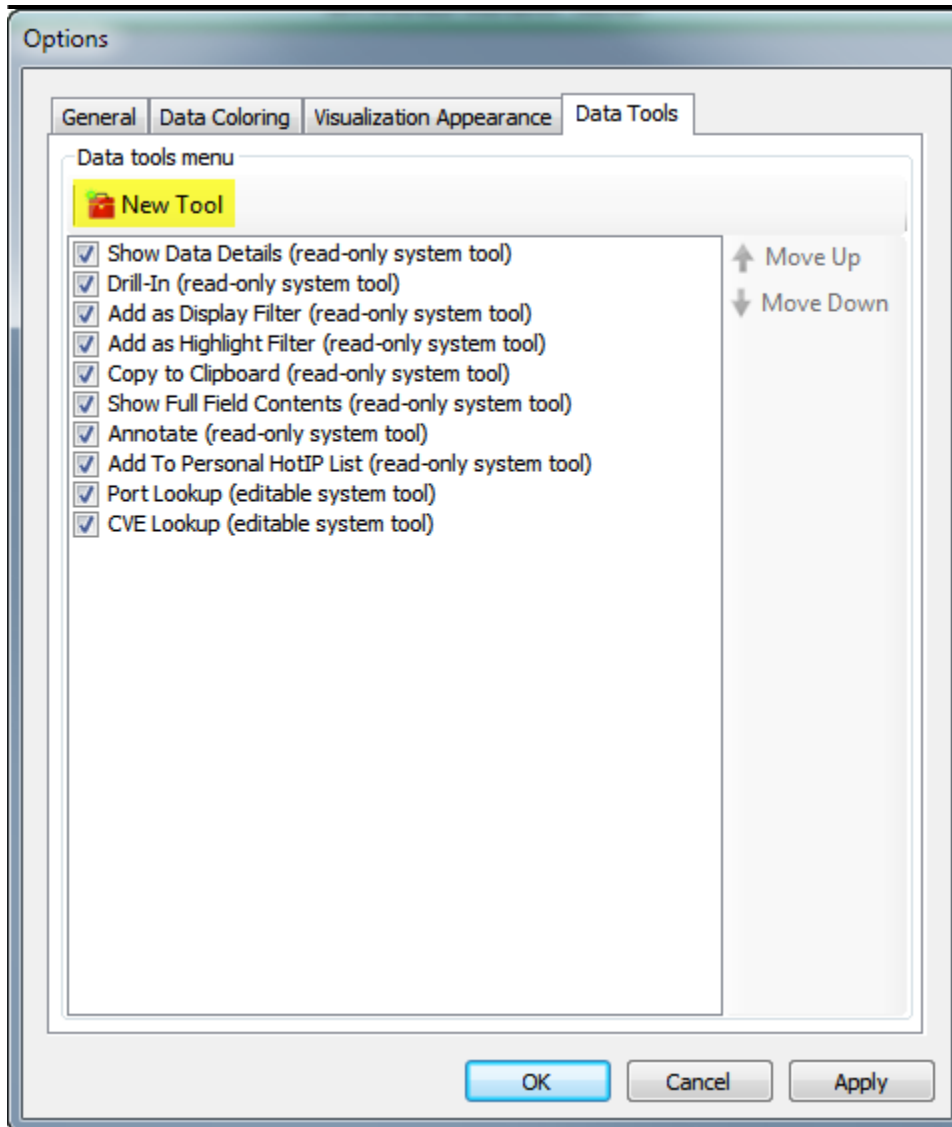 Options
General Data Coloring Visualization Appearance Data Tools
Data tools menu
New Tool
Show Data Details (read-only system tool)
Drill-In (read-only system tool)
Add as Display Filter (read-only system tool)
Add as Highlight Filter (read-only system tool)
Copy to Clipboard (read-only system tool)
Show Full Field Contents (read-only system tool)
Annotate (read-only system tool)
Add To Personal HotIP List (read-only system tool)
Port Lookup (editable system tool)
CVE Lookup (editable system tool)
Move Up
Move Down
OK Cancel Apply